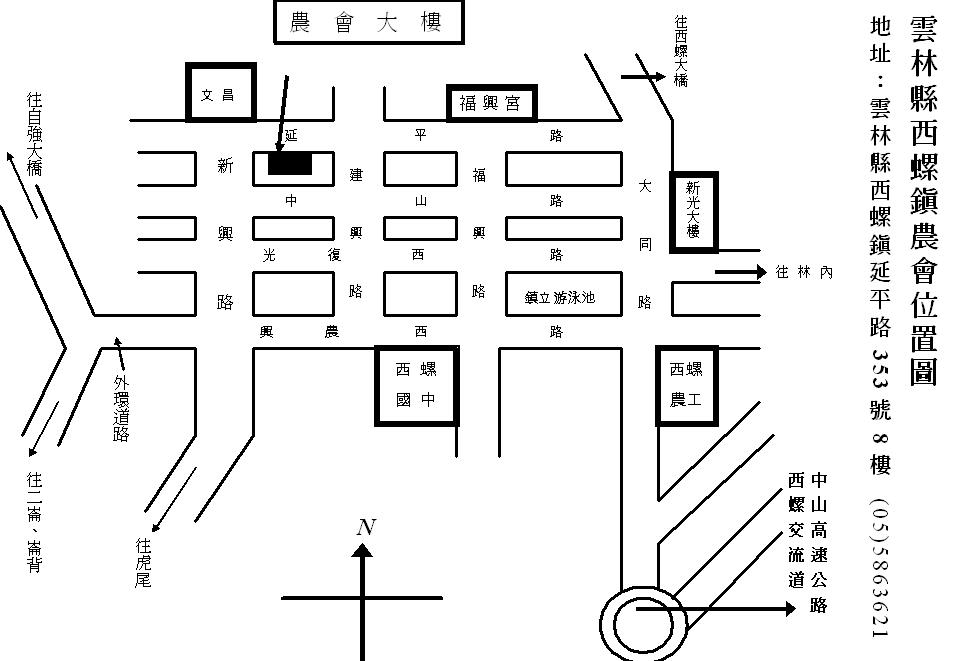 雲林縣西螺鎮農會位置圖
地址：雲林縣西螺鎮延平路353號8樓 (05)5863621
農會大樓
往西螺大橋
文昌
福興宮
往自強大橋
延平路
新興路
建興路
福興路
大同路
中山路
新光大樓
光復西路
往林內
鎮立游泳池
興農西路
西螺國中
西螺農工
外環道路
往二崙、崙背
往虎尾
N
中山高速公路
西螺交流道